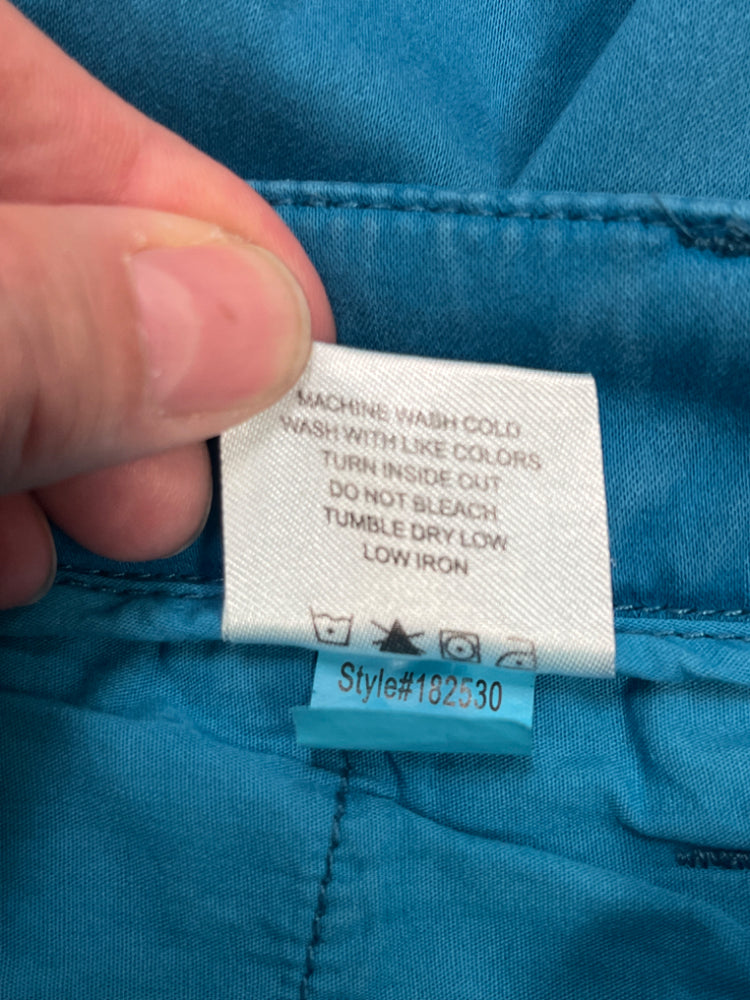 MACHINE WASH COLD
WASH WITH LIKE COLORS
TURN INSIDE OUT
DO NOT BLEACH
TUMBLE DRY LOW
LOW IRON
Style#182530